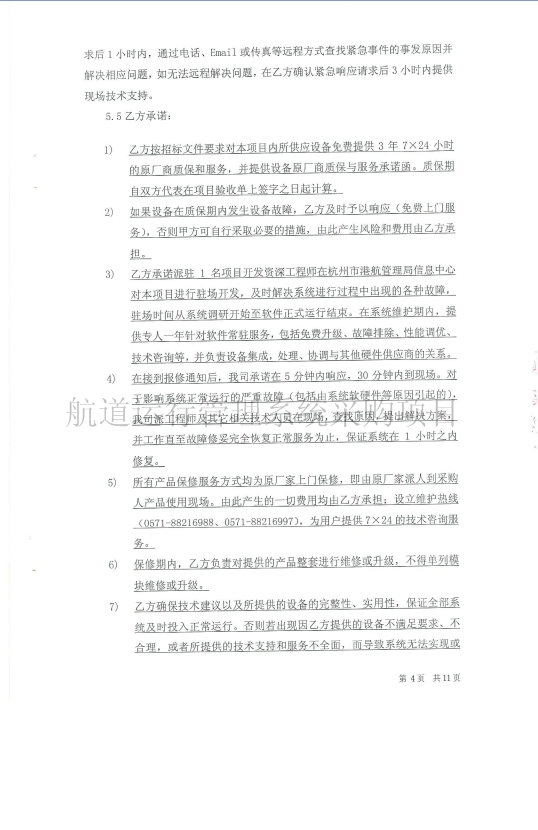 求后 1 小时内，通过电话、Email 或传真等远程方式查找紧急事件的事发原因并
解决相应问题，如无法远程解决问题，在乙方确认紧急响应请求后 3 小时内提供
现场技术支持。
5.5 乙方承诺：
1) 乙方按招标文件要求对本项目内所供应设备免费提供 3 年 7×24 小时
的原厂商质保和服务，并提供设备原厂商质保与服务承诺函。质保期
自双方代表在项目验收单上签字之日起计算。
2) 如果设备在质保期内发生设备故障，乙方及时予以响应（免费上门服
务），否则甲方可自行采取必要的措施，由此产生风险和费用由乙方承
担。
3) 乙方承诺派驻 1 名项目开发资深工程师在杭州市港航管理局信息中心
对本项目进行驻场开发，及时解决系统进行过程中出现的各种故障，
驻场时间从系统调研开始至软件正式运行结束。在系统维护期内，提
供专人一年针对软件常驻服务，包括免费升级、故障排除、性能调优、
技术咨询等，并负责设备集成，处理、协调与其他硬件供应商的关系。
4) 在接到报修通知后，我司承诺在 5 分钟内响应，30 分钟内到现场。对
于影响系统正常运行的严重故障（包括由系统软硬件等原因引起的），
航道运行管理系统采购项目
我司派工程师及其它相关技术人员在现场，查找原因，提出解决方案，
并工作直至故障修妥完全恢复正常服务为止，保证系统在 1 小时之内
修复。
5) 所有产品保修服务方式均为原厂家上门保修，即由原厂家派人到采购
人产品使用现场。由此产生的一切费用均由乙方承担；设立维护热线
（0571-88216988、0571-88216997），为用户提供 7×24 的技术咨询服
务。
6) 保修期内，乙方负责对提供的产品整套进行维修或升级，不得单列模
块维修或升级。
7) 乙方确保技术建议以及所提供的设备的完整性、实用性，保证全部系
统及时投入正常运行。否则若出现因乙方提供的设备不满足要求、不
合理，或者所提供的技术支持和服务不全面，而导致系统无法实现或
第 4 页 共 11 页